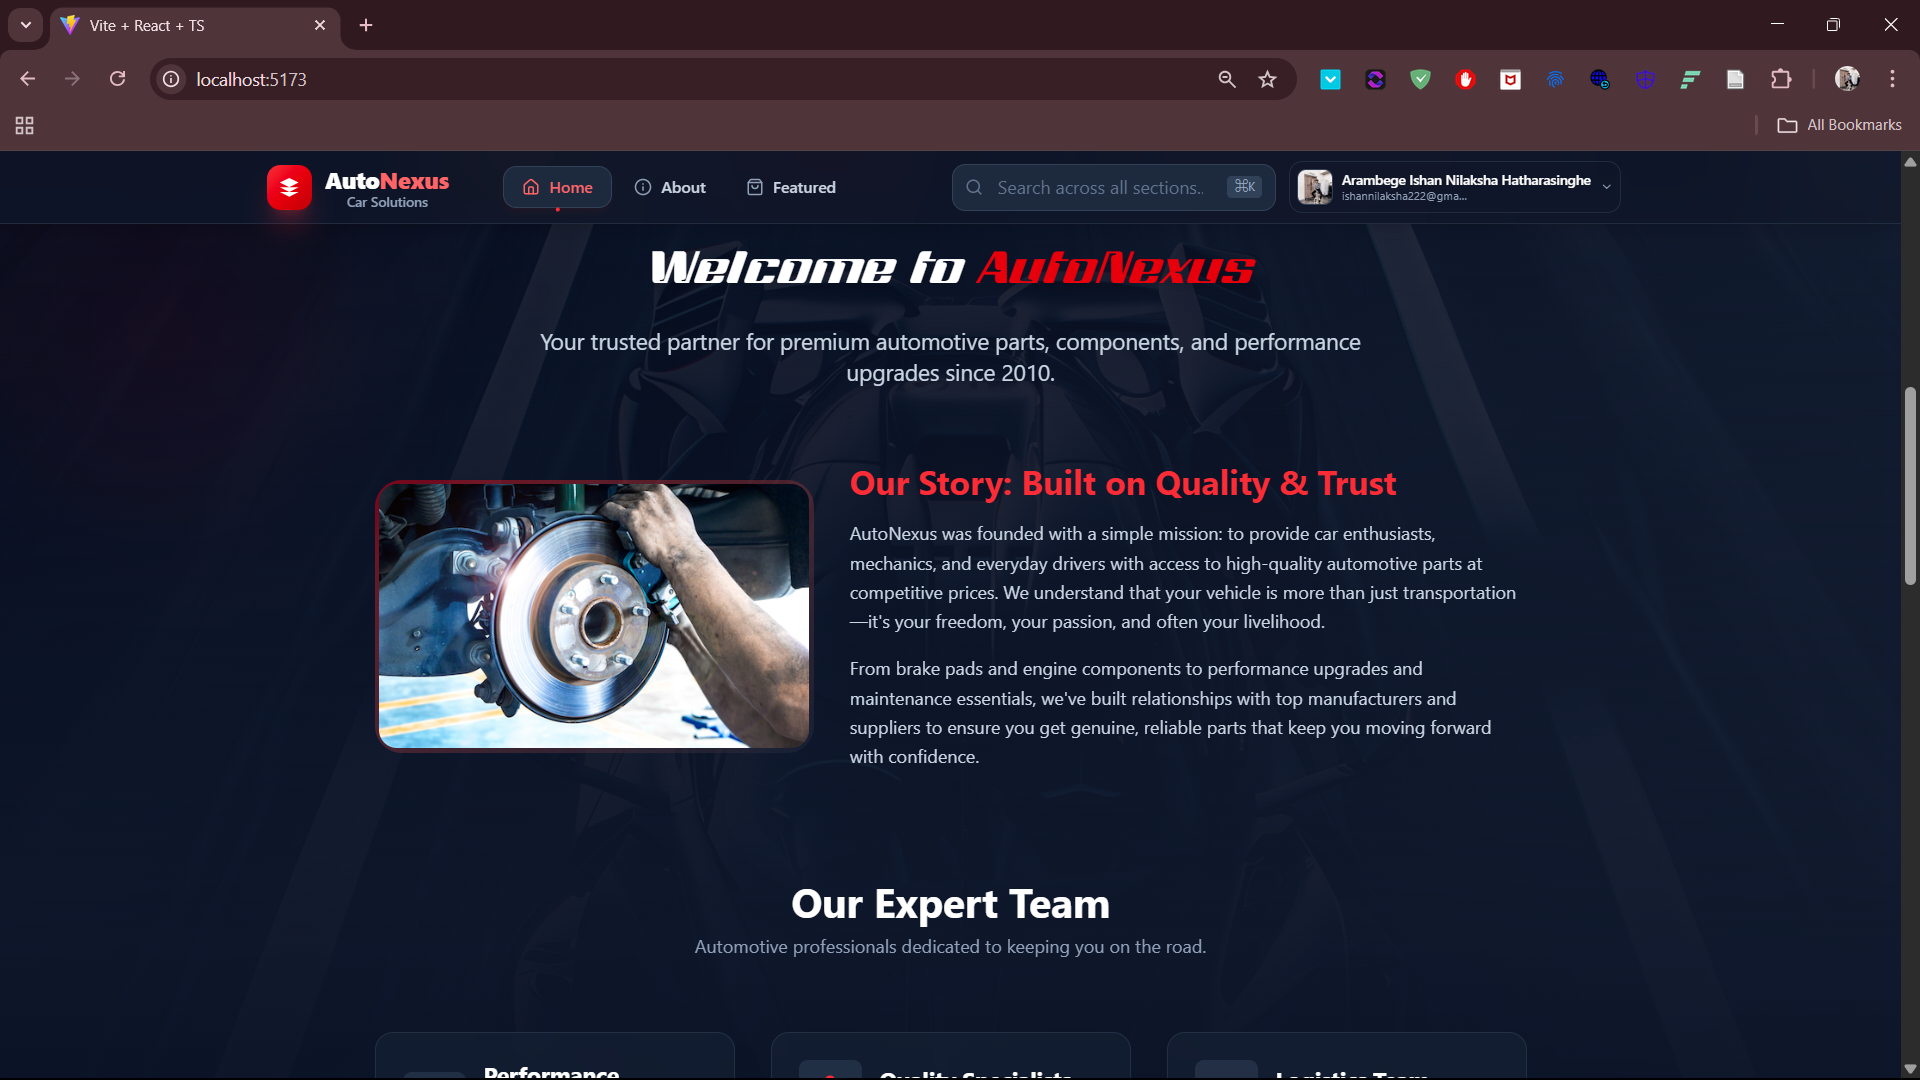 Vite + React + TS
localhost:5173
All Bookmarks
AutoNexus
Car Solutions
Home
About
Featured
Search across all sections..
⌘K
Arambege Ishan Nilaksha Hatharasinghe
ishannilaksha222@gma...
Welcome to AutoNexus
Your trusted partner for premium automotive parts, components, and performance
upgrades since 2010.
Our Story: Built on Quality & Trust
AutoNexus was founded with a simple mission: to provide car enthusiasts,
mechanics, and everyday drivers with access to high-quality automotive parts at
competitive prices. We understand that your vehicle is more than just transportation
—it's your freedom, your passion, and often your livelihood.
From brake pads and engine components to performance upgrades and
maintenance essentials, we've built relationships with top manufacturers and
suppliers to ensure you get genuine, reliable parts that keep you moving forward
with confidence.
Our Expert Team
Automotive professionals dedicated to keeping you on the road.
Performance
Quality Specialists
Logistics Team